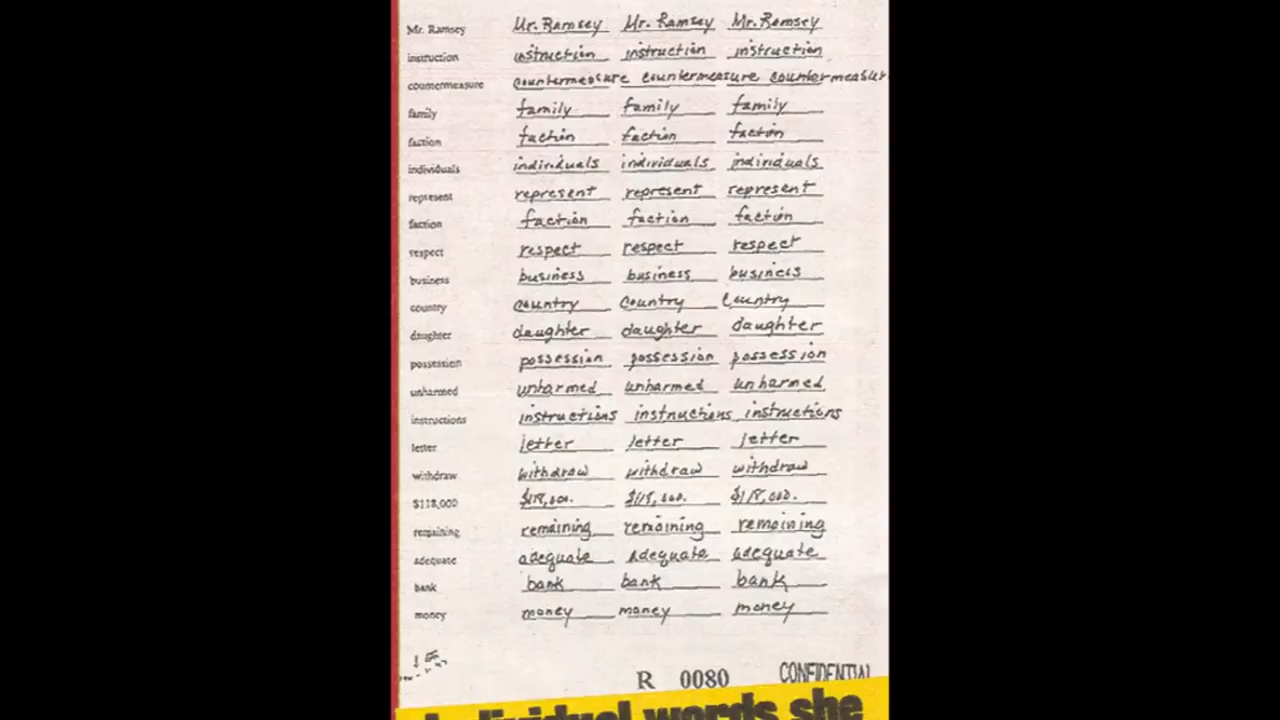 Mr. Ramsey Mr. Ramsey Mr. Ramsey Mr. Ramsey
instruction instruction instruction instruction
countermeasure countermeasure countermeasure countermeasur
family family family family
faction faction faction faction
individuals individuals individuals individuals
represent represent represent represent
faction faction faction faction
respect respect respect respect
business business business business
country country country country
daughter daughter daughter daughter
possession possession possession possession
unharmed unharmed unharmed unharmed
instructions instructions instructions instructions
letter letter letter letter
withdraw withdraw withdraw withdraw
$118,000 $118,000. $118,000. $118,000.
remaining remaining remaining remaining
adequate adequate adequate adequate
bank bank bank bank
money money money money
R 0080 CONFIDENTIAL
individual words she